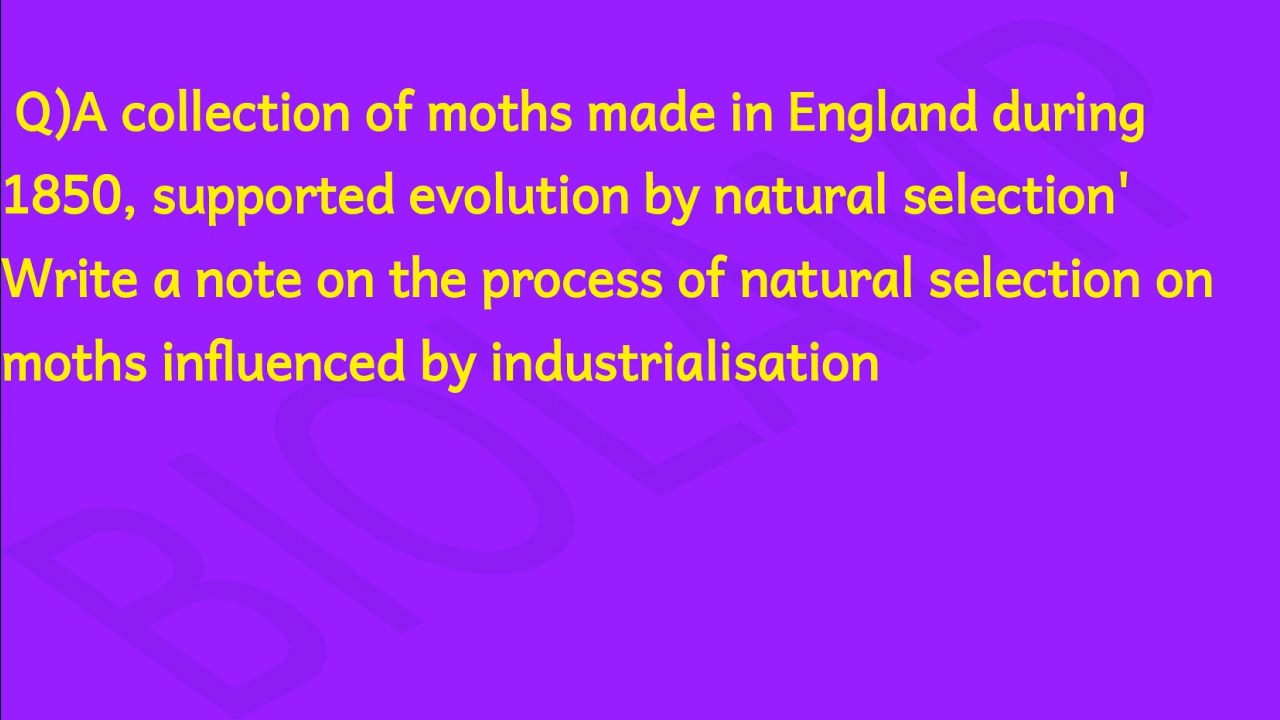 Q)A collection of moths made in England during
1850, supported evolution by natural selection'
Write a note on the process of natural selection on
moths influenced by industrialisation
BIOLAMP